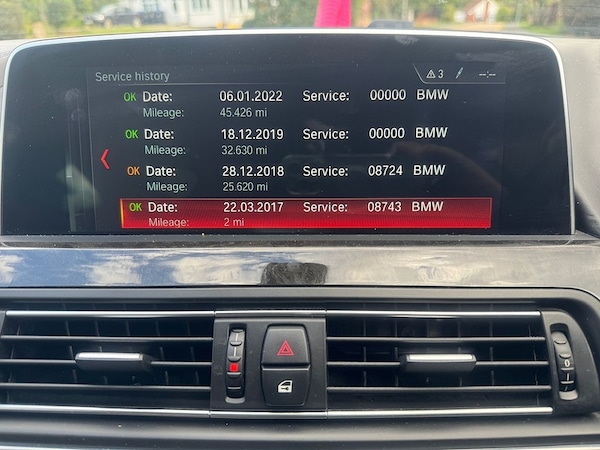 Service history 3 --:--
OK Date: 06.01.2022 Service: 00000 BMW
Mileage: 45.426 mi
OK Date: 18.12.2019 Service: 00000 BMW
Mileage: 32.630 mi
OK Date: 28.12.2018 Service: 08724 BMW
Mileage: 25.620 mi
OK Date: 22.03.2017 Service: 08743 BMW
Mileage: 2 mi
0